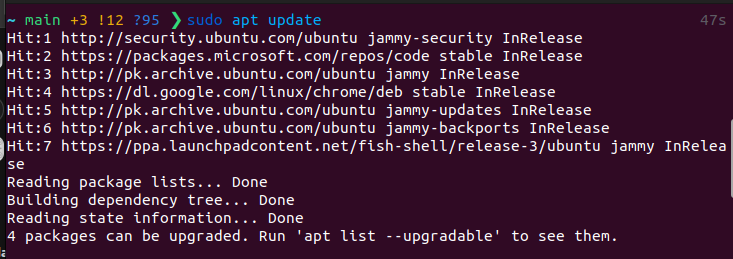 ~ main +3 !12 ?95 ❯ sudo apt update 47s
Hit:1 http://security.ubuntu.com/ubuntu jammy-security InRelease
Hit:2 https://packages.microsoft.com/repos/code stable InRelease
Hit:3 http://pk.archive.ubuntu.com/ubuntu jammy InRelease
Hit:4 https://dl.google.com/linux/chrome/deb stable InRelease
Hit:5 http://pk.archive.ubuntu.com/ubuntu jammy-updates InRelease
Hit:6 http://pk.archive.ubuntu.com/ubuntu jammy-backports InRelease
Hit:7 https://ppa.launchpadcontent.net/fish-shell/release-3/ubuntu jammy InRelea
se
Reading package lists... Done
Building dependency tree... Done
Reading state information... Done
4 packages can be upgraded. Run 'apt list --upgradable' to see them.